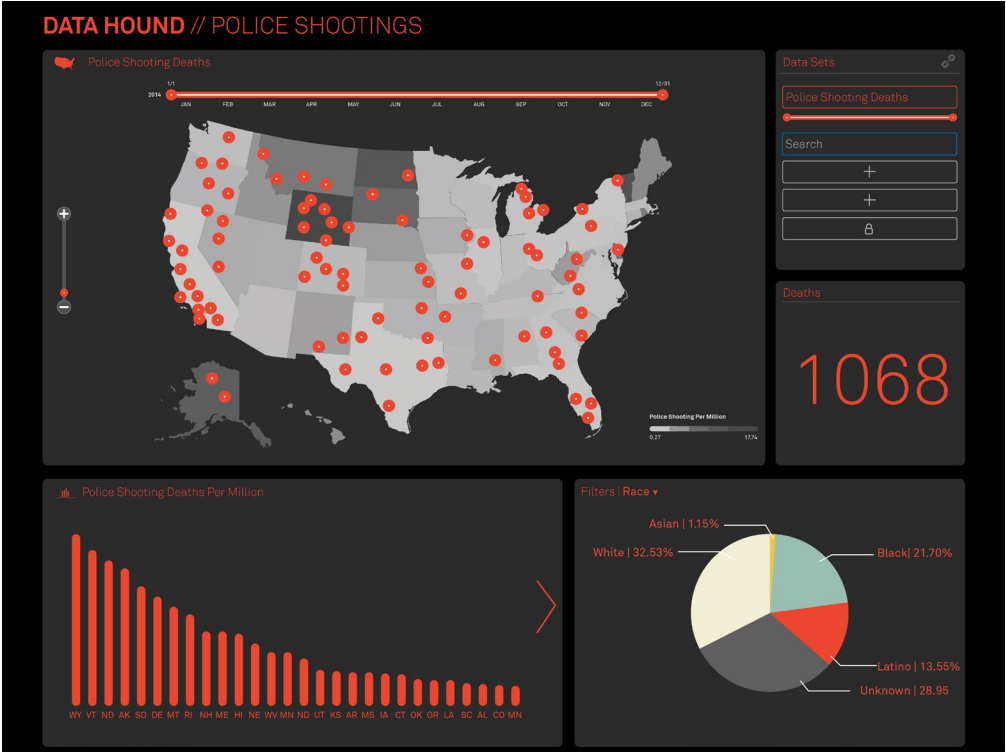 DATA HOUND // POLICE SHOOTINGS
Police Shooting Deaths
1/1
12/31
2014
JAN FEB MAR APR MAY JUN JUL AUG SEP OCT NOV DEC
Police Shooting Per Million
0.27 17.74
Data Sets
Police Shooting Deaths
Search
Deaths
1068
Police Shooting Deaths Per Million
WY VT ND AK SD DE MT RI NH ME HI NE WV MN ND UT KS AR MS IA CT OK OR LA SC AL CO MN
Filters | Race ▾
Asian | 1.15%
White | 32.53%
Black| 21.70%
Latino | 13.55%
Unknown | 28.95